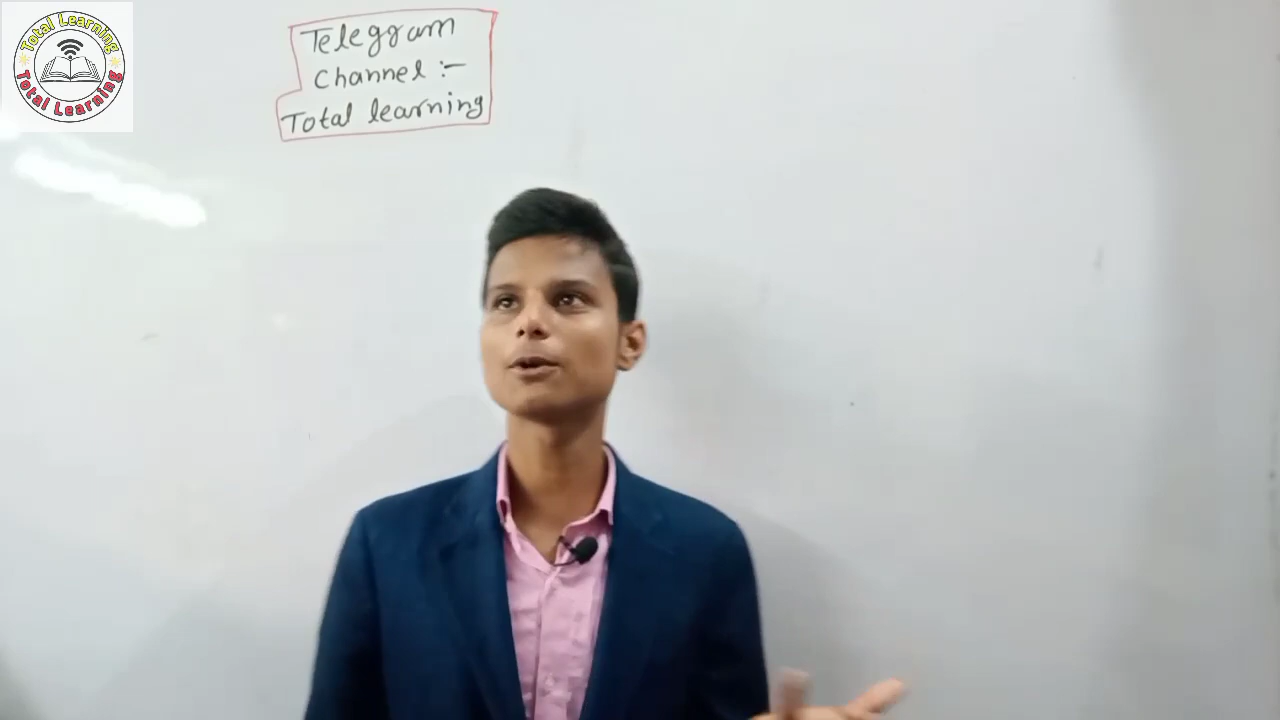 Total Learning
Total Learning
Telegram
Channel :-
Total learning